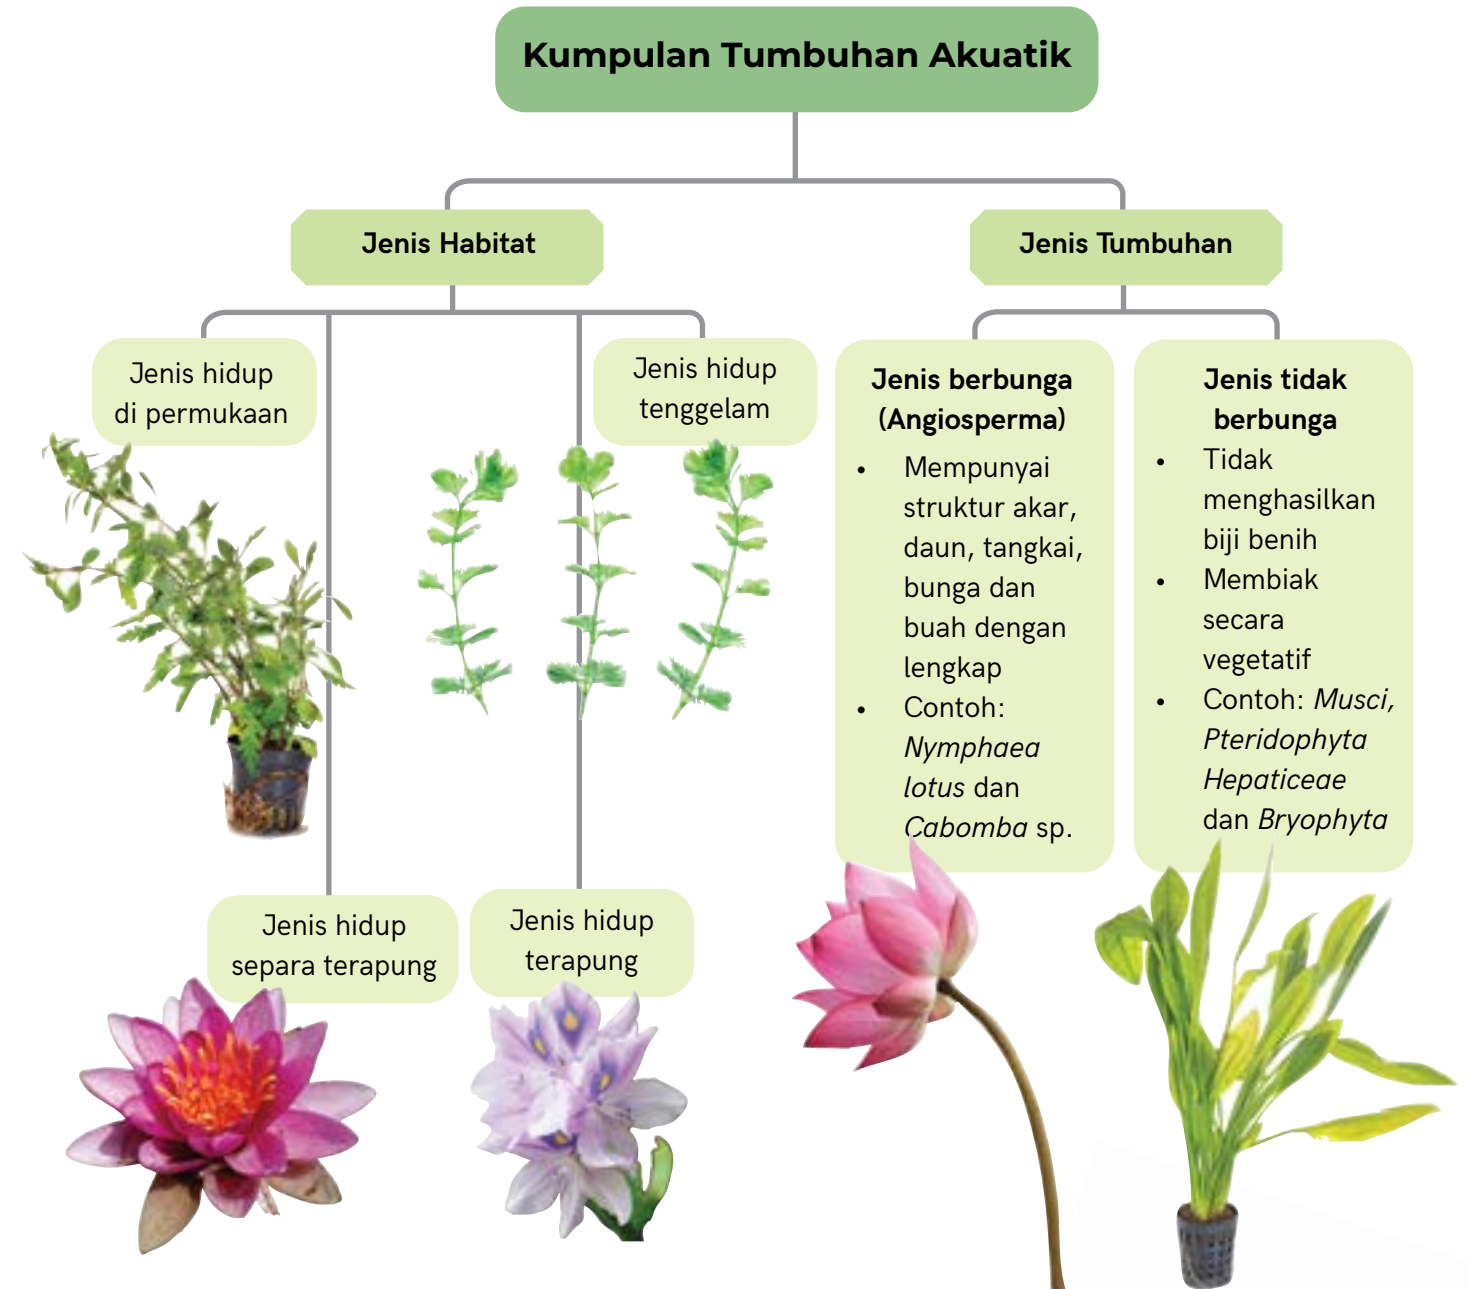 Kumpulan Tumbuhan Akuatik
Jenis Habitat
Jenis Tumbuhan
Jenis hidup
di permukaan
Jenis hidup
tenggelam
Jenis hidup
separa terapung
Jenis hidup
terapung
Jenis berbunga
(Angiosperma)
• Mempunyai
struktur akar,
daun, tangkai,
bunga dan
buah dengan
lengkap
• Contoh:
Nymphaea
lotus dan
Cabomba sp.
Jenis tidak
berbunga
• Tidak
menghasilkan
biji benih
• Membiak
secara
vegetatif
• Contoh: Musci,
Pteridophyta
Hepaticeae
dan Bryophyta